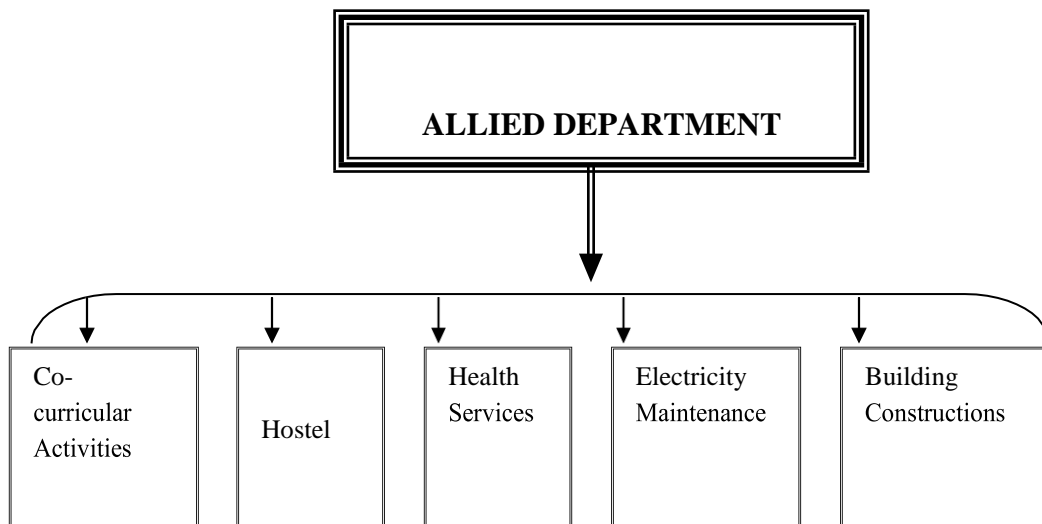 ALLIED DEPARTMENT
Co-
curricular
Activities
Hostel
Health
Services
Electricity
Maintenance
Building
Constructions